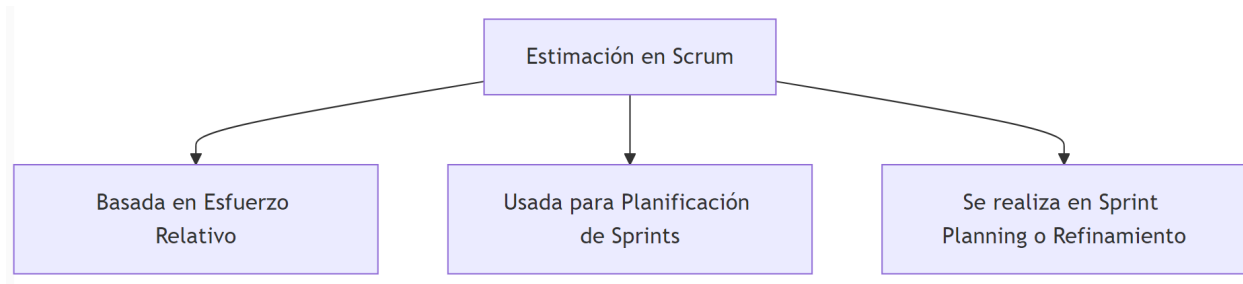 Estimación en Scrum
Basada en Esfuerzo
Relativo
Usada para Planificación
de Sprints
Se realiza en Sprint
Planning o Refinamiento